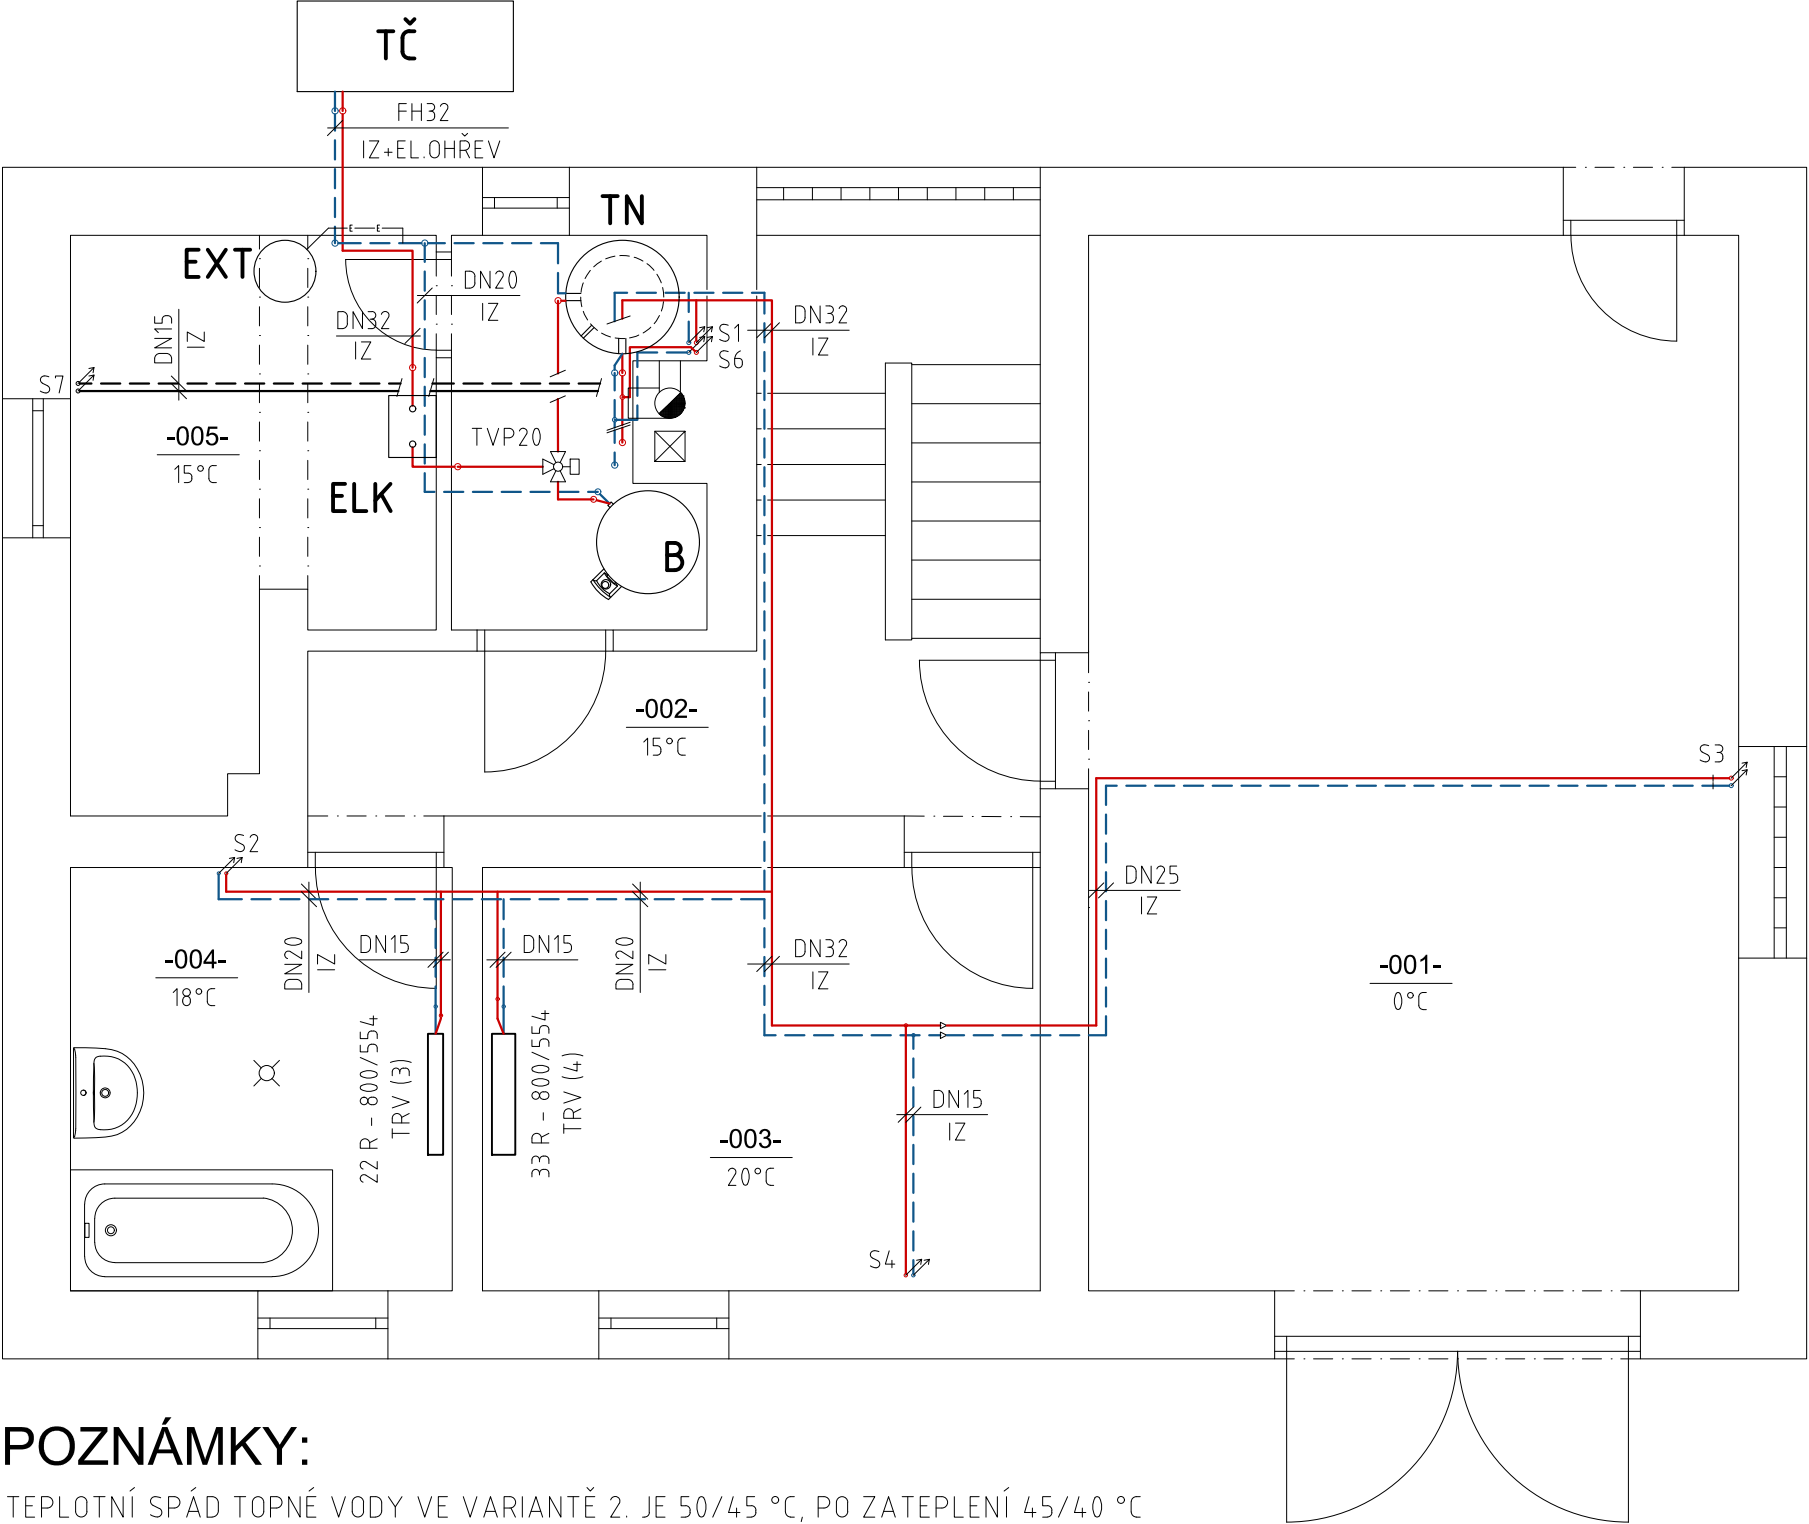 TČ
FH32
IZ+EL.OHŘEV
TN
EXT
DN20
IZ
DN32
IZ
DN15
IZ
S1
S6
DN32
IZ
S7
-005-
15°C
TVP20
ELK
B
-002-
15°C
S3
S2
DN25
IZ
DN20
IZ
DN15
DN15
DN20
IZ
DN32
IZ
-004-
18°C
-001-
0°C
22 R - 800/554
TRV (3)
33 R - 800/554
TRV (4)
DN15
IZ
-003-
20°C
S4
POZNÁMKY:
TEPLOTNÍ SPÁD TOPNÉ VODY VE VARIANTĚ 2. JE 50/45 °C, PO ZATEPLENÍ 45/40 °C